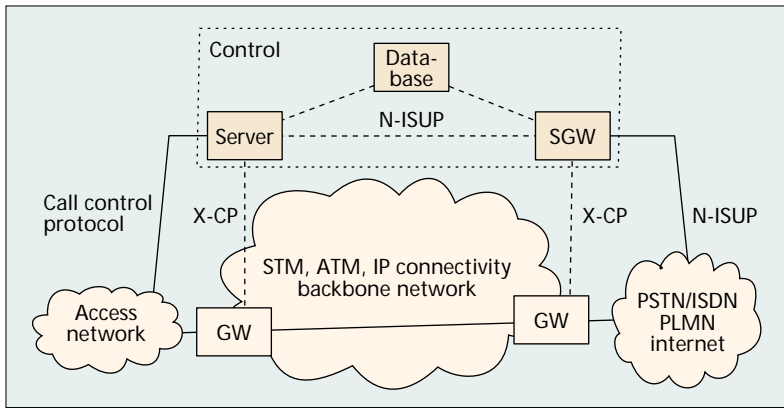 Control
Data-
base
N-ISUP
Server
SGW
Call control
protocol
X-CP
X-CP
N-ISUP
STM, ATM, IP connectivity
backbone network
Access
network
GW
GW
PSTN/ISDN
PLMN
internet